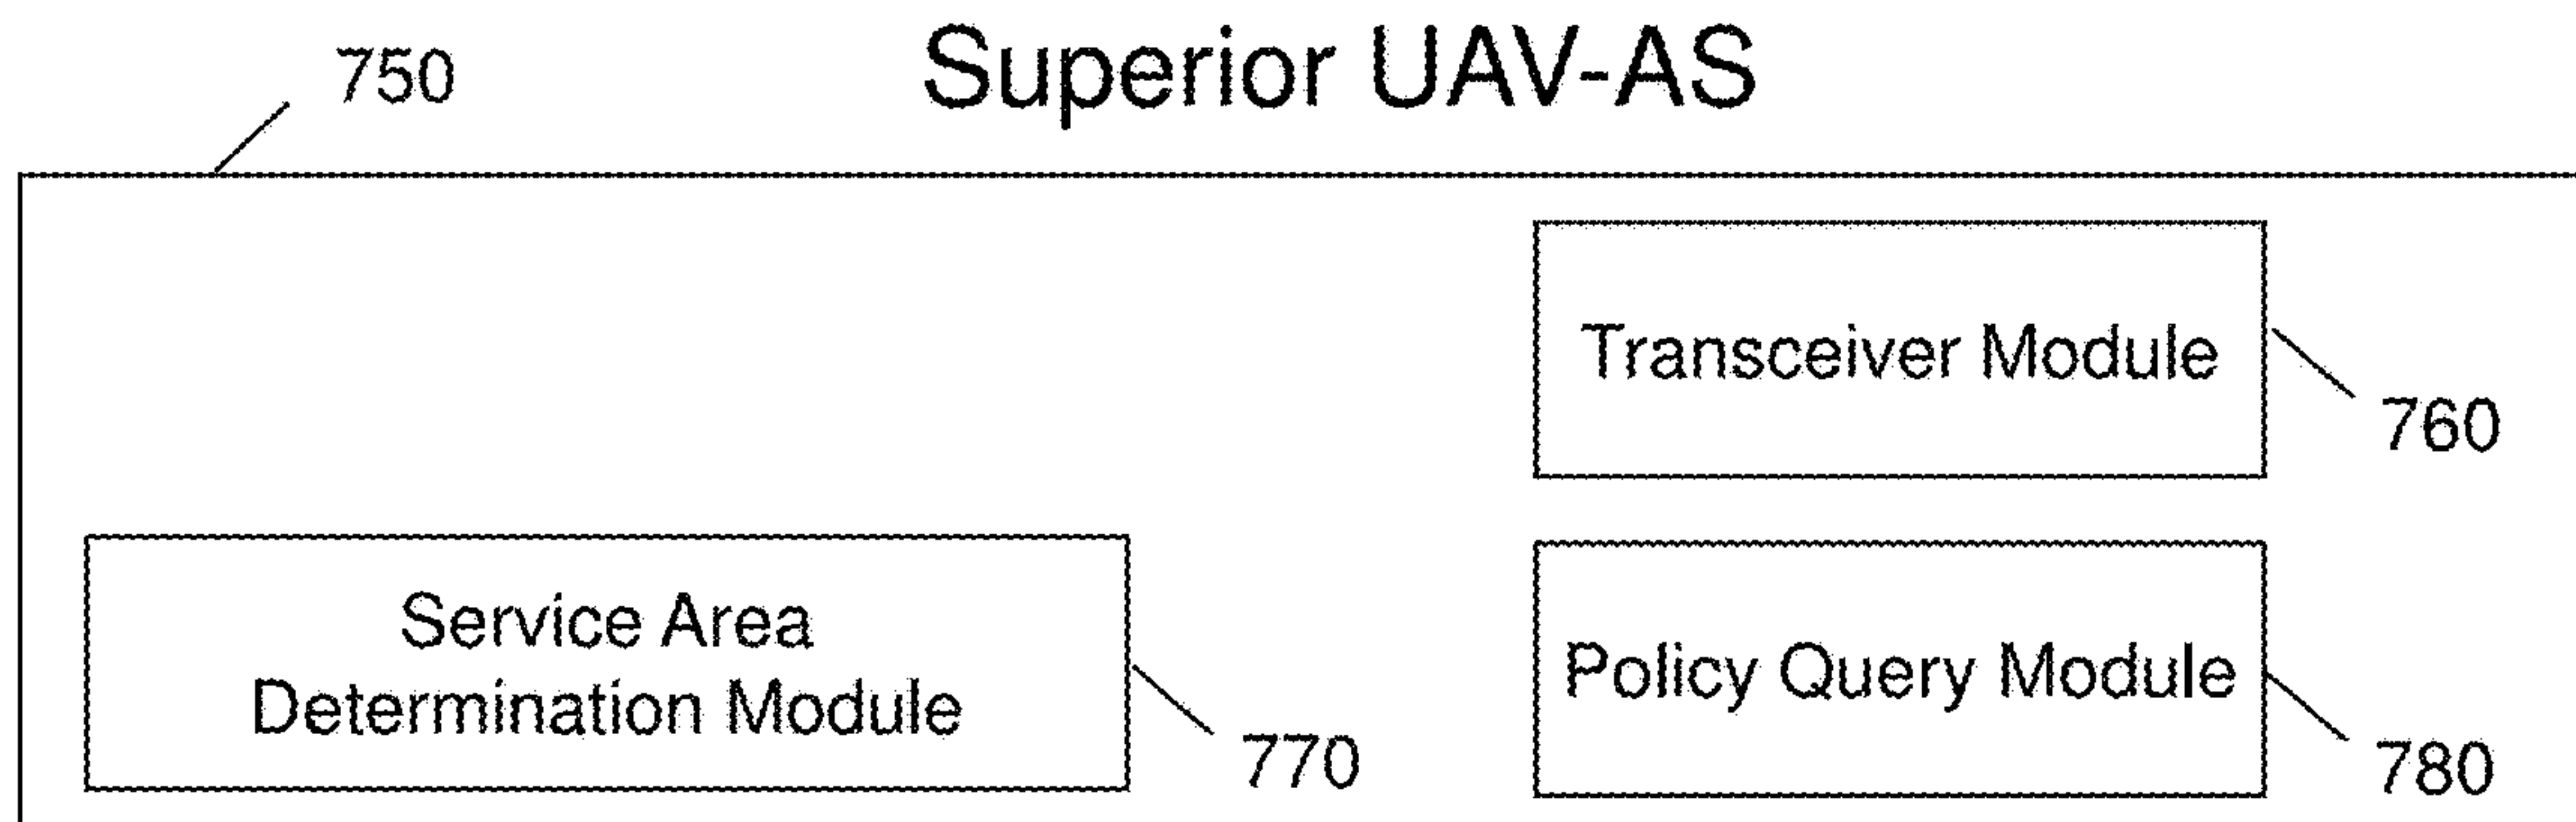 750
Superior UAV-AS
Transceiver Module
760
Service Area
Determination Module
770
Policy Query Module
780